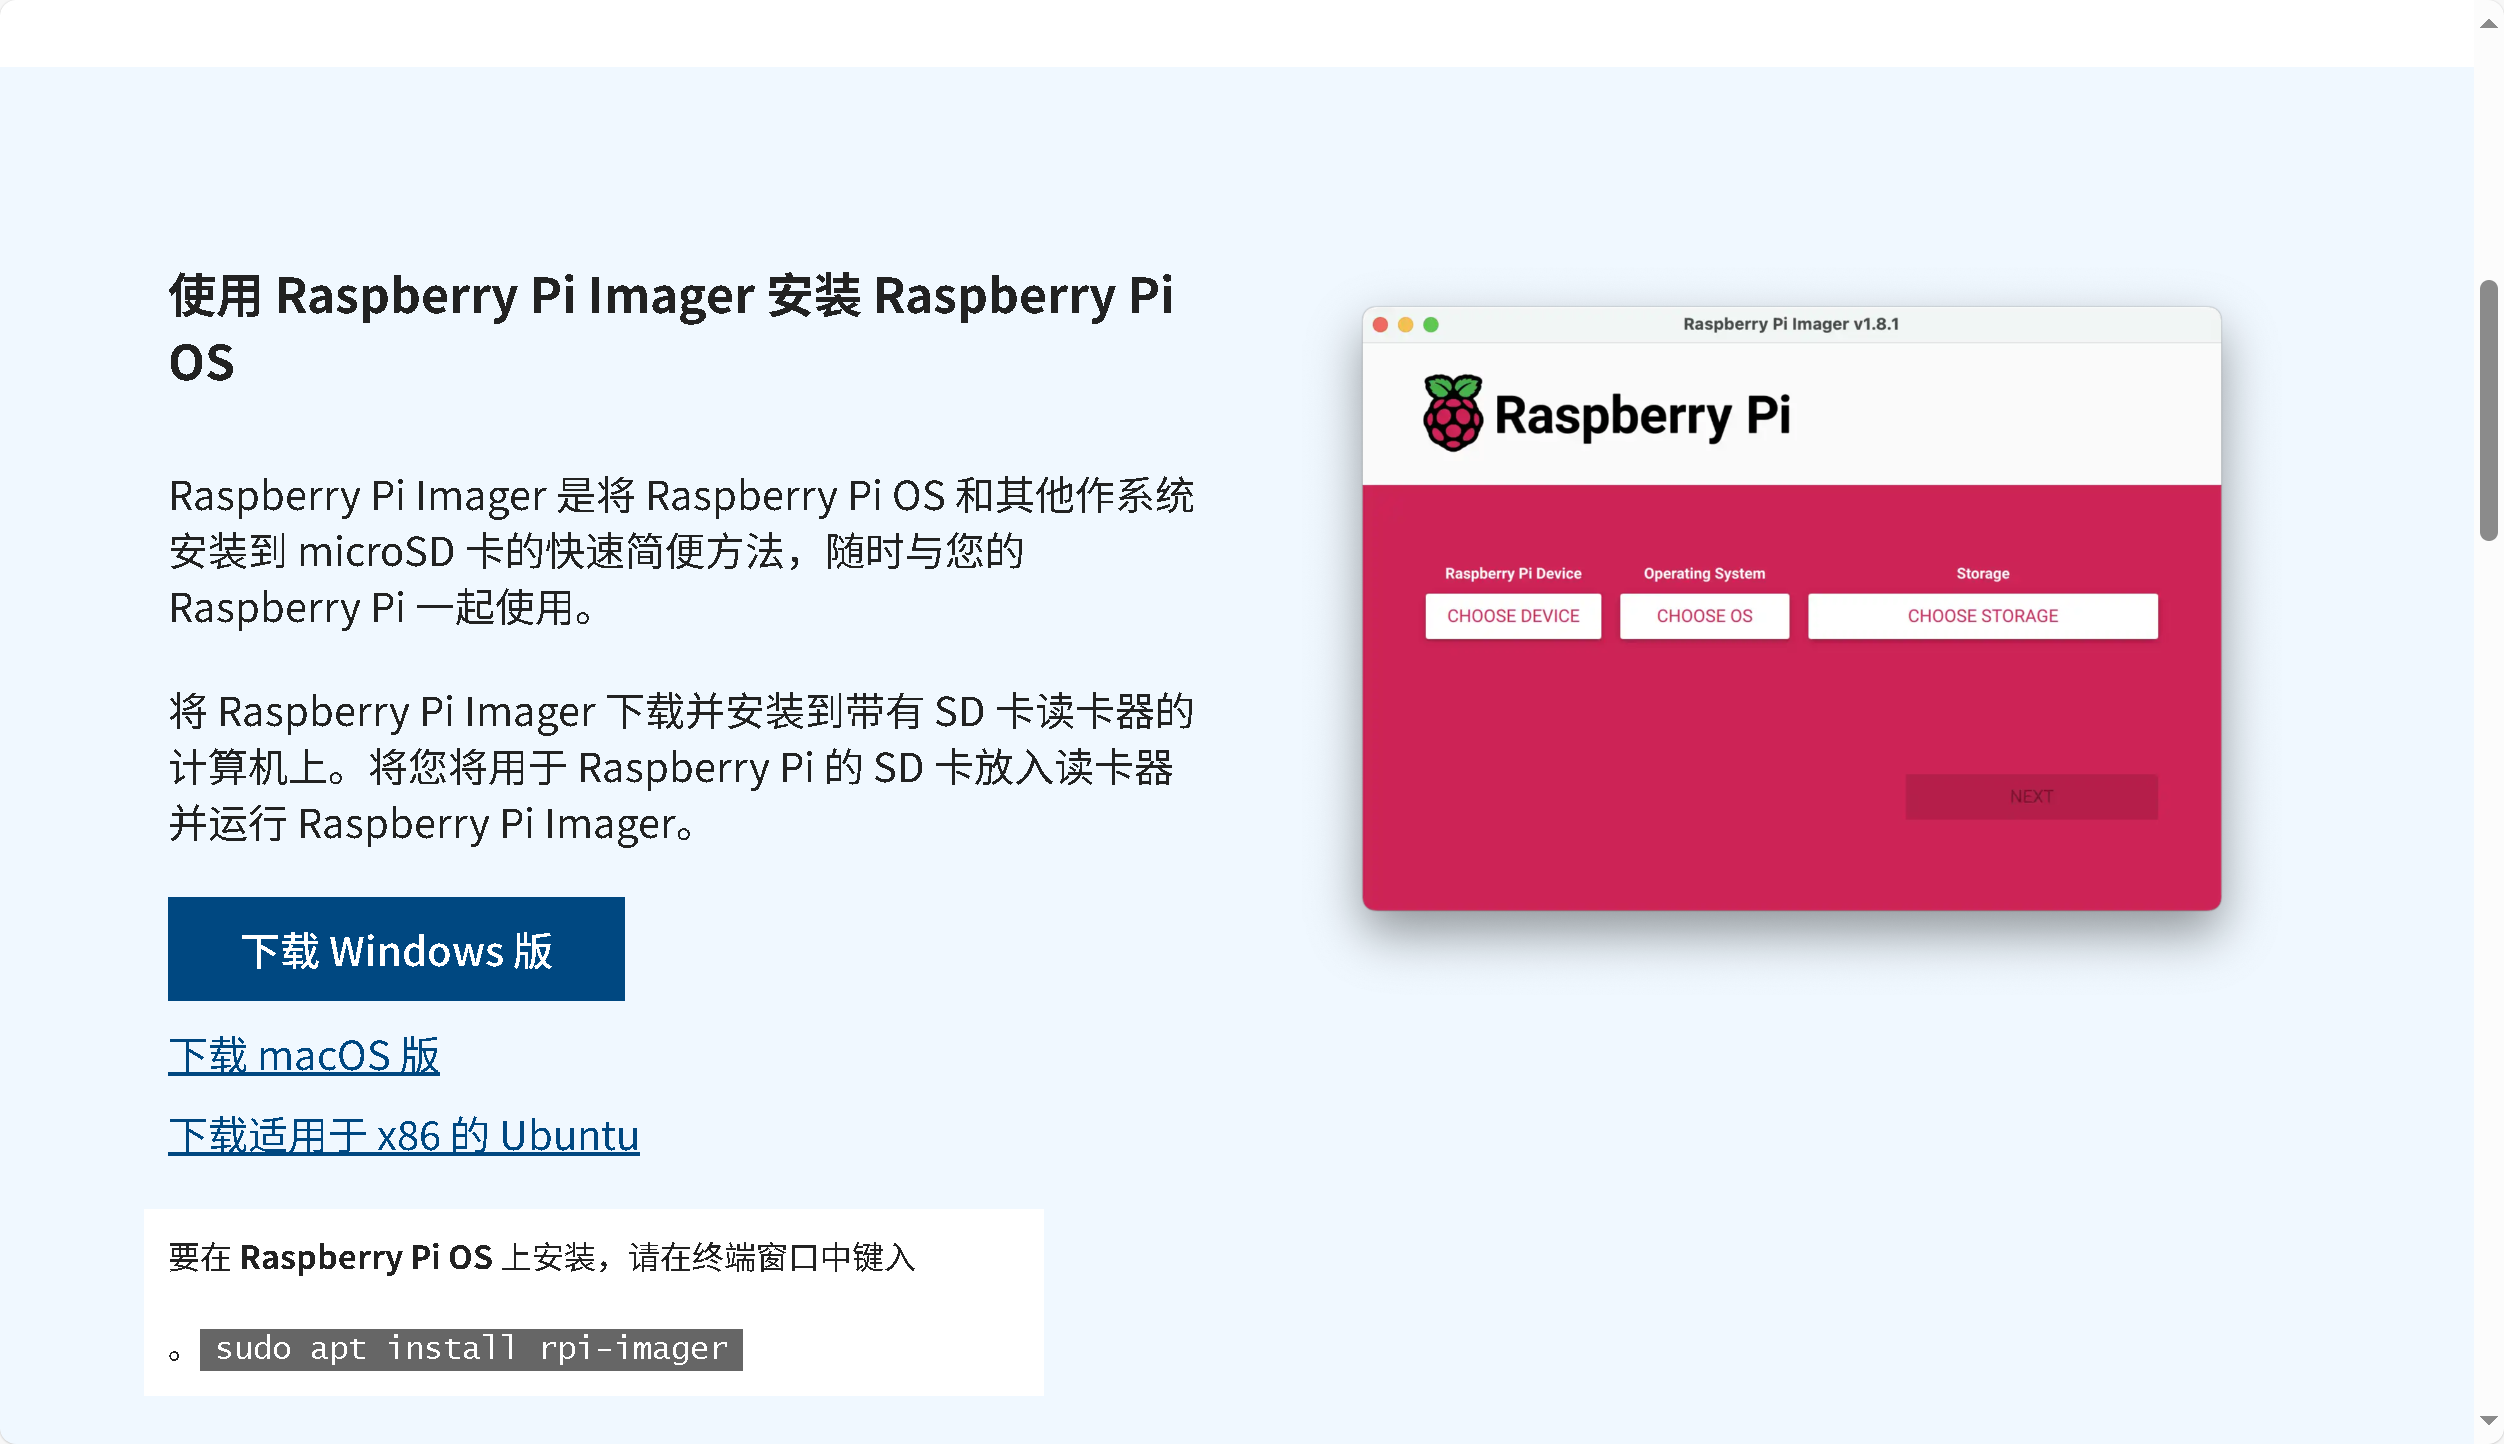 使用 Raspberry Pi Imager 安装 Raspberry Pi
OS
Raspberry Pi Imager 是将 Raspberry Pi OS 和其他作系统
安装到 microSD 卡的快速简便方法，随时与您的
Raspberry Pi 一起使用。
将 Raspberry Pi Imager 下载并安装到带有 SD 卡读卡器的
计算机上。将您将用于 Raspberry Pi 的 SD 卡放入读卡器
并运行 Raspberry Pi Imager。
下载 Windows 版
下载 macOS 版
下载适用于 x86 的 Ubuntu
要在 Raspberry Pi OS 上安装，请在终端窗口中键入
。 sudo apt install rpi-imager
Raspberry Pi Imager v1.8.1
Raspberry Pi
Raspberry Pi Device
Operating System
Storage
CHOOSE DEVICE
CHOOSE OS
CHOOSE STORAGE
NEXT